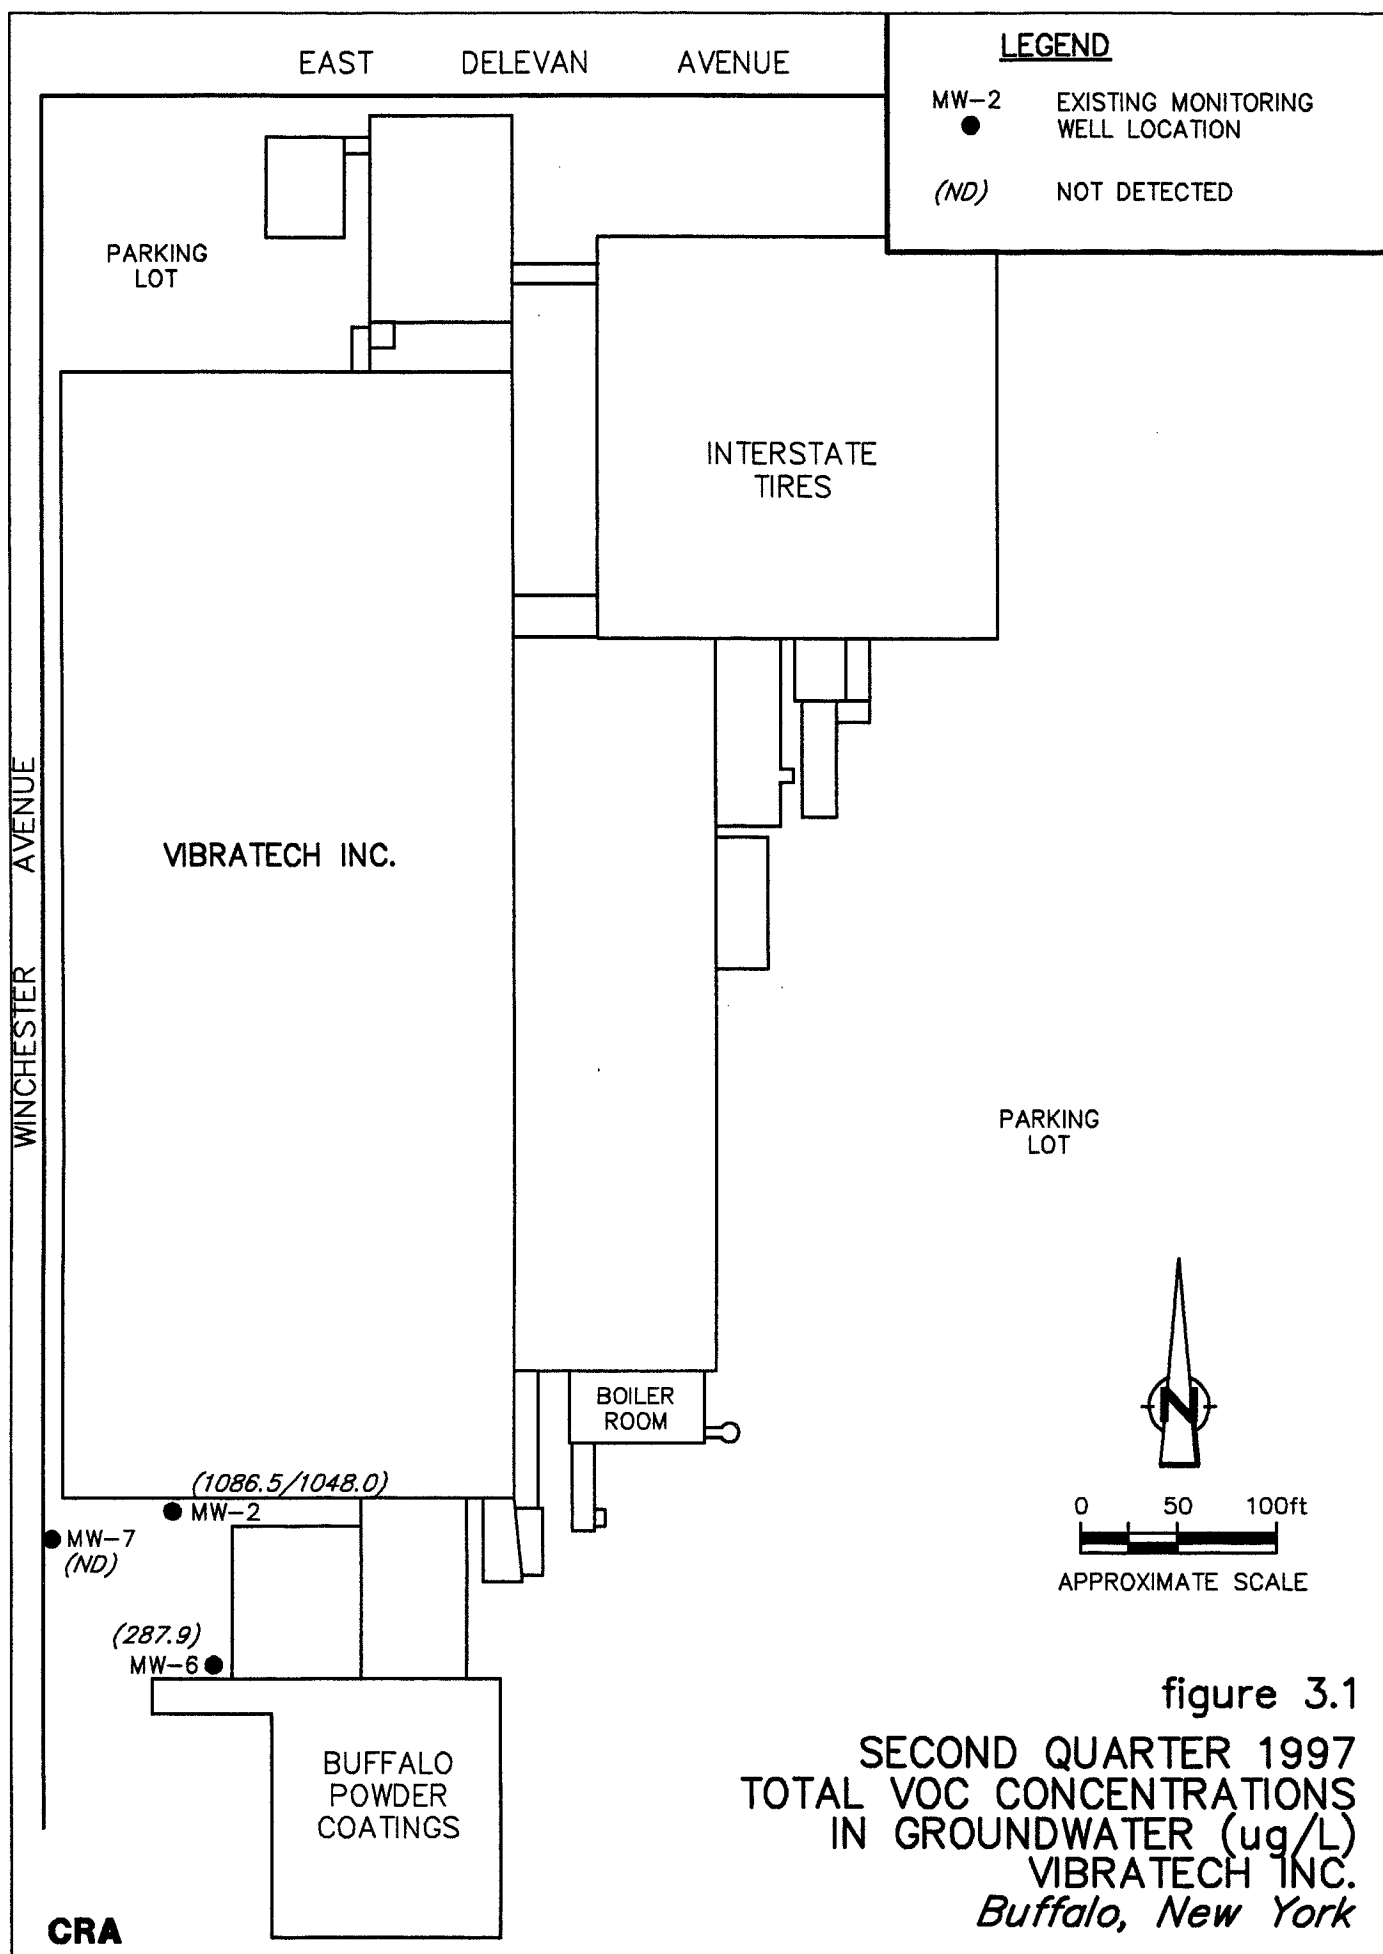 EAST DELEVAN AVENUE
LEGEND
MW-2 EXISTING MONITORING
WELL LOCATION
(ND) NOT DETECTED
PARKING
LOT
INTERSTATE
TIRES
WINCHESTER AVENUE
VIBRATECH INC.
PARKING
LOT
BOILER
ROOM
N
(1086.5/1048.0)
MW-2
MW-7
(ND)
0 50 100ft
APPROXIMATE SCALE
(287.9)
MW-6
BUFFALO
POWDER
COATINGS
figure 3.1
SECOND QUARTER 1997
TOTAL VOC CONCENTRATIONS
IN GROUNDWATER (ug/L)
VIBRATECH INC.
Buffalo, New York
CRA